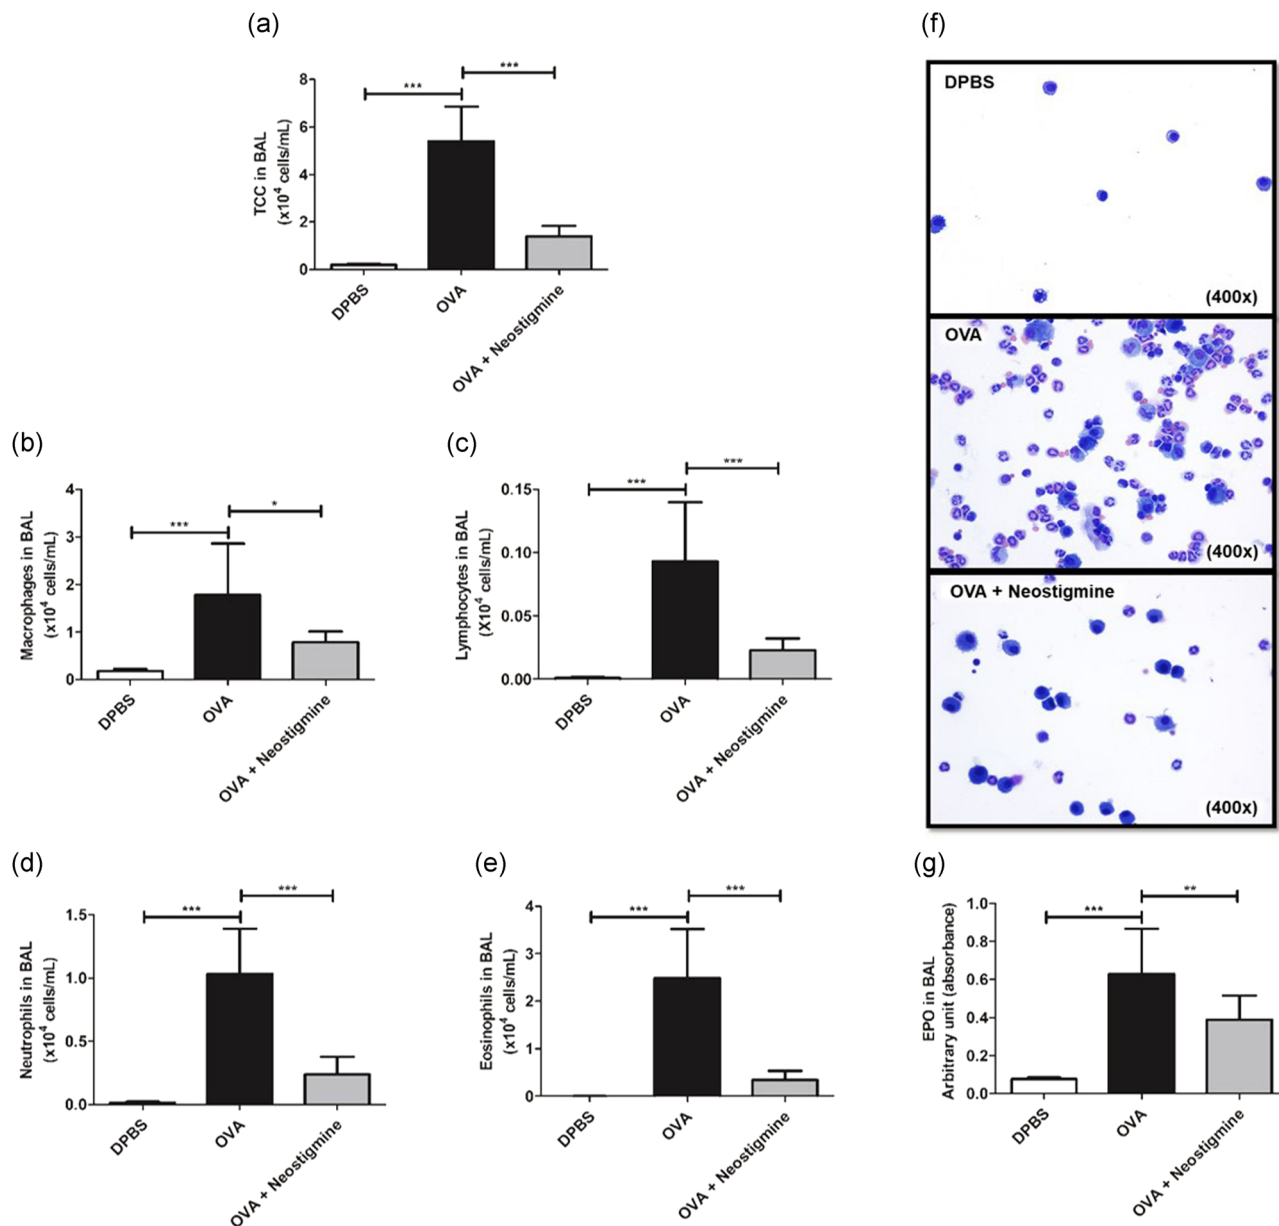 (a)
***
***
8
6
4
2
0
TCC in BAL
(x10⁴ cells/mL)
DPBS
OVA
OVA + Neostigmine
(b)
*
***
4
3
2
1
0
Macrophages in BAL
(x10⁴ cells/mL)
DPBS
OVA
OVA + Neostigmine
(c)
***
***
0.15
0.10
0.05
0.00
Lymphocytes in BAL
(X10⁴ cells/mL)
DPBS
OVA
OVA + Neostigmine
(d)
***
***
1.5
1.0
0.5
0.0
Neutrophils in BAL
(x10⁴ cells/mL)
DPBS
OVA
OVA + Neostigmine
(e)
***
***
4
3
2
1
0
Eosinophils in BAL
(x10⁴ cells/mL)
DPBS
OVA
OVA + Neostigmine
(f)
DPBS
(400x)
OVA
(400x)
OVA + Neostigmine
(400x)
(g)
**
***
1.0
0.8
0.6
0.4
0.2
0.0
EPO in BAL
Arbitrary unit (absorbance)
DPBS
OVA
OVA + Neostigmine